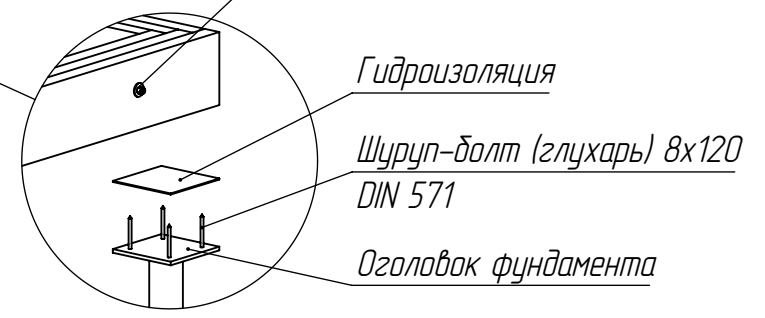 Гидроизоляция
Шуруп-болт (глухарь) 8х120
DIN 571
Оголовок фундамента